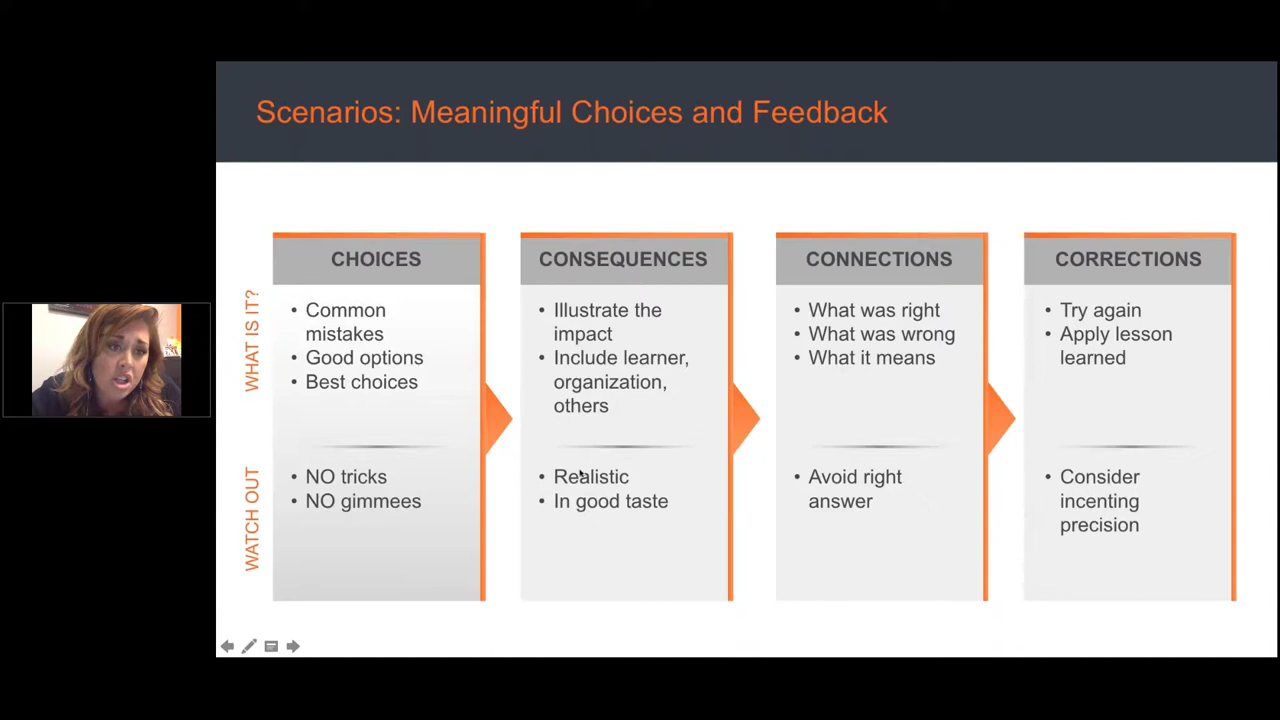 Scenarios: Meaningful Choices and Feedback
WHAT IS IT?
CHOICES
• Common
mistakes
• Good options
• Best choices
CONSEQUENCES
• Illustrate the
impact
• Include learner,
organization,
others
CONNECTIONS
• What was right
• What was wrong
• What it means
CORRECTIONS
• Try again
• Apply lesson
learned
WATCH OUT
• NO tricks
• NO gimmees
• Realistic
• In good taste
• Avoid right
answer
• Consider
incenting
precision